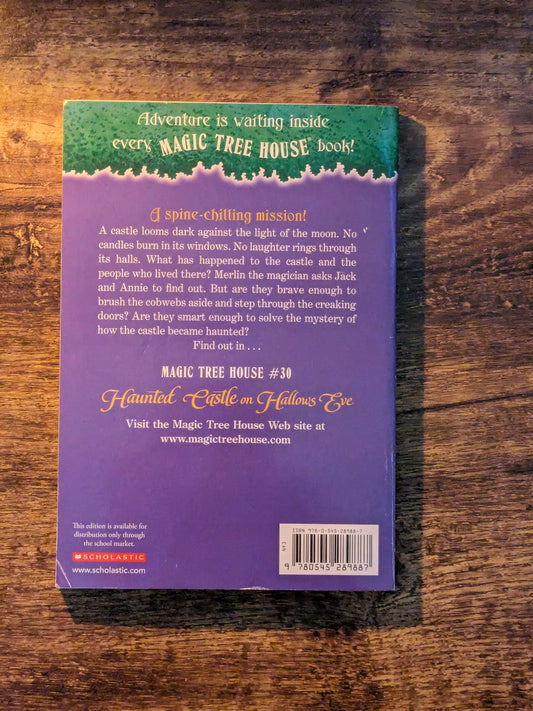 Adventure is waiting inside
every MAGIC TREE HOUSE® book!
A spine-chilling mission!
A castle looms dark against the light of the moon. No
candles burn in its windows. No laughter rings through
its halls. What has happened to the castle and the
people who lived there? Merlin the magician asks Jack
and Annie to find out. But are they brave enough to
brush the cobwebs aside and step through the creaking
doors? Are they smart enough to solve the mystery of
how the castle became haunted?
Find out in . . .
MAGIC TREE HOUSE #30
Haunted Castle on Hallows Eve
Visit the Magic Tree House Web site at
www.magictreehouse.com
This edition is available for
distribution only through
the school market.
SCHOLASTIC
www.scholastic.com
ISBN 978-0-545-28988-7
9 780545 289887